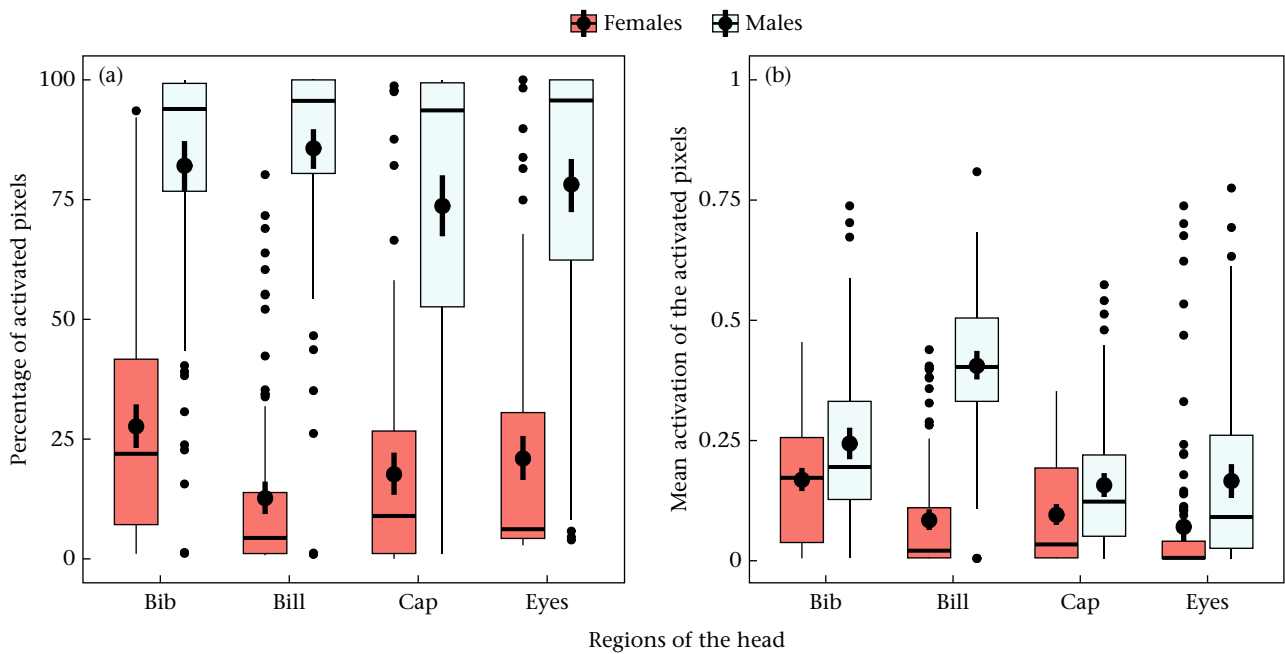 Females Males
(a)
100
75
50
25
0
Percentage of activated pixels
Bib Bill Cap Eyes
(b)
1
0.75
0.5
0.25
0
Mean activation of the activated pixels
Bib Bill Cap Eyes
Regions of the head